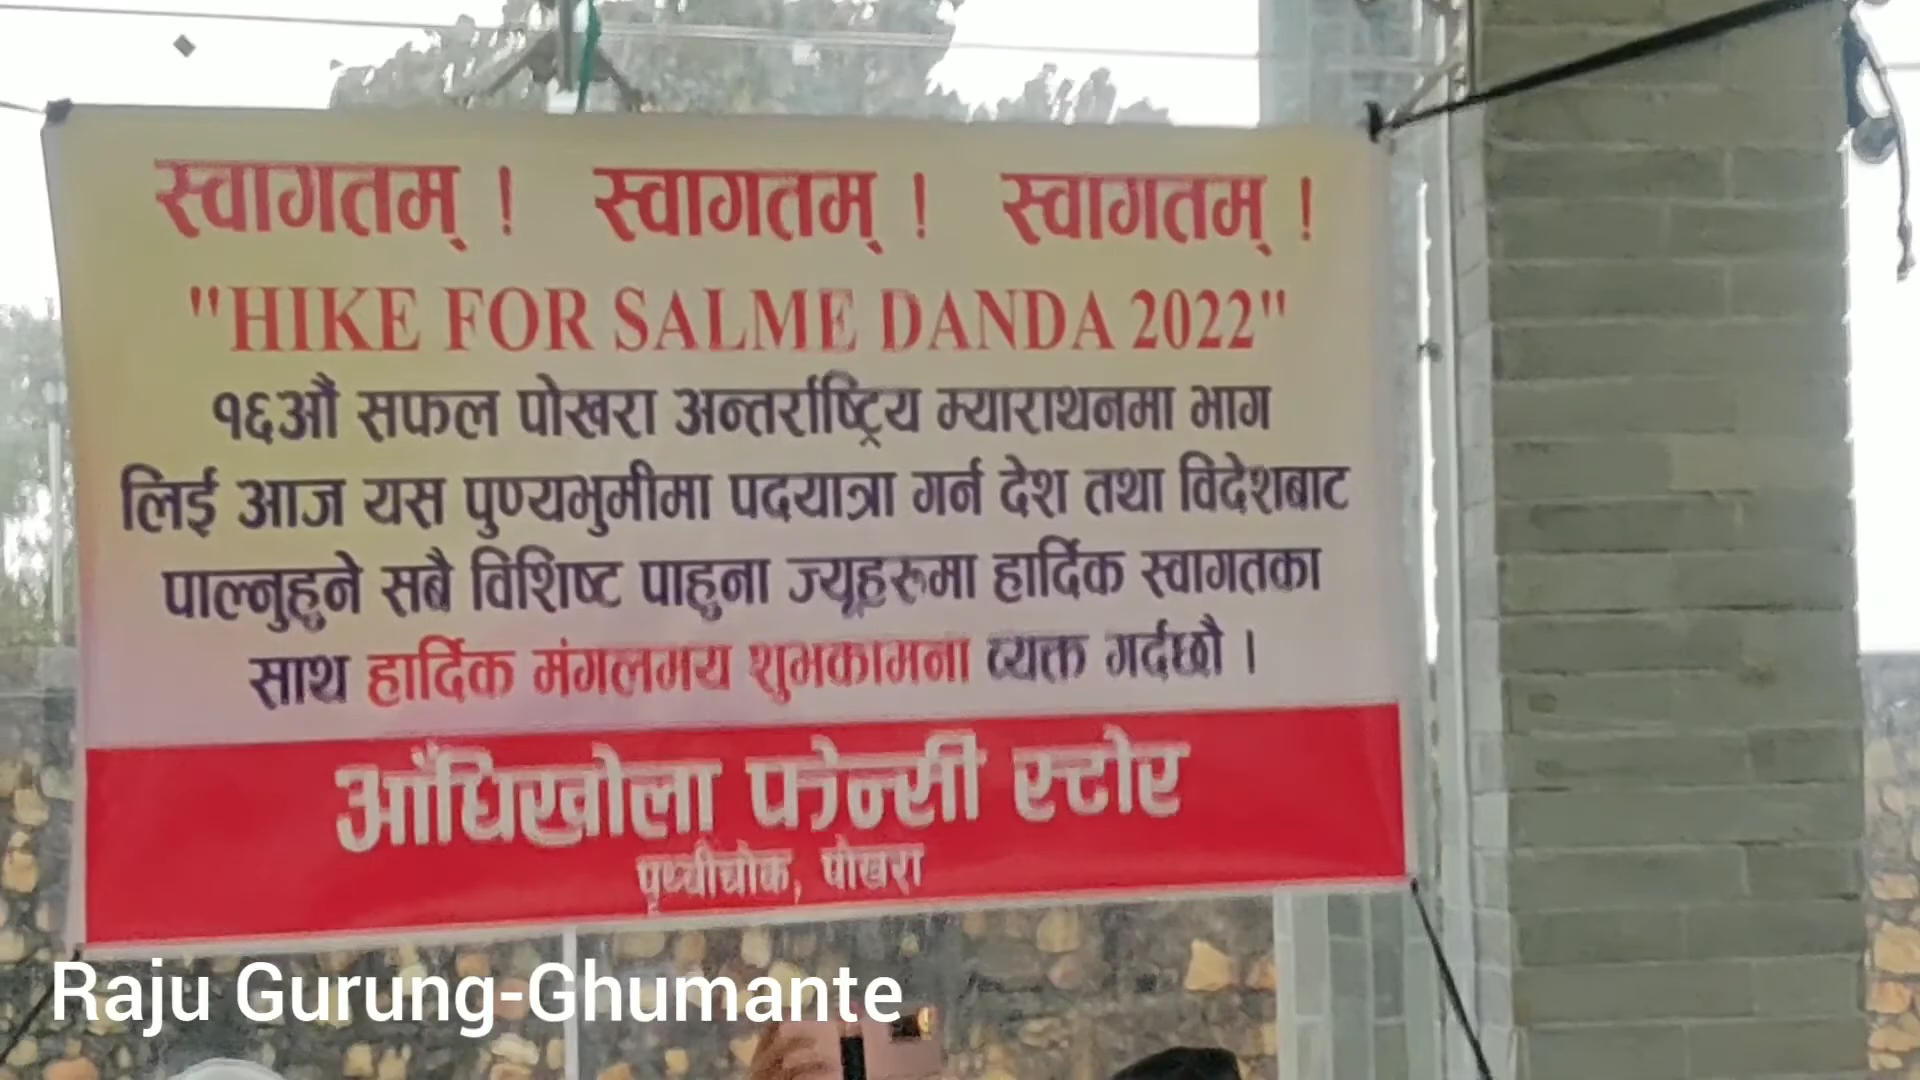 स्वागतम् ! स्वागतम् ! स्वागतम् !
"HIKE FOR SALME DANDA 2022"
१६औं सफल पोखरा अन्तर्राष्ट्रिय म्याराथनमा भाग
लिई आज यस पुण्यभुमीमा पदयात्रा गर्न देश तथा विदेशबाट
पाल्नुहुने सबै विशिष्ट पाहुना ज्यूहरुमा हार्दिक स्वागतका
साथ हार्दिक मंगलमय शुभकामना व्यक्त गर्दछौ ।
आँधिखोला फेन्सी स्टोर
पृथ्वीचोक, पोखरा
Raju Gurung-Ghumante